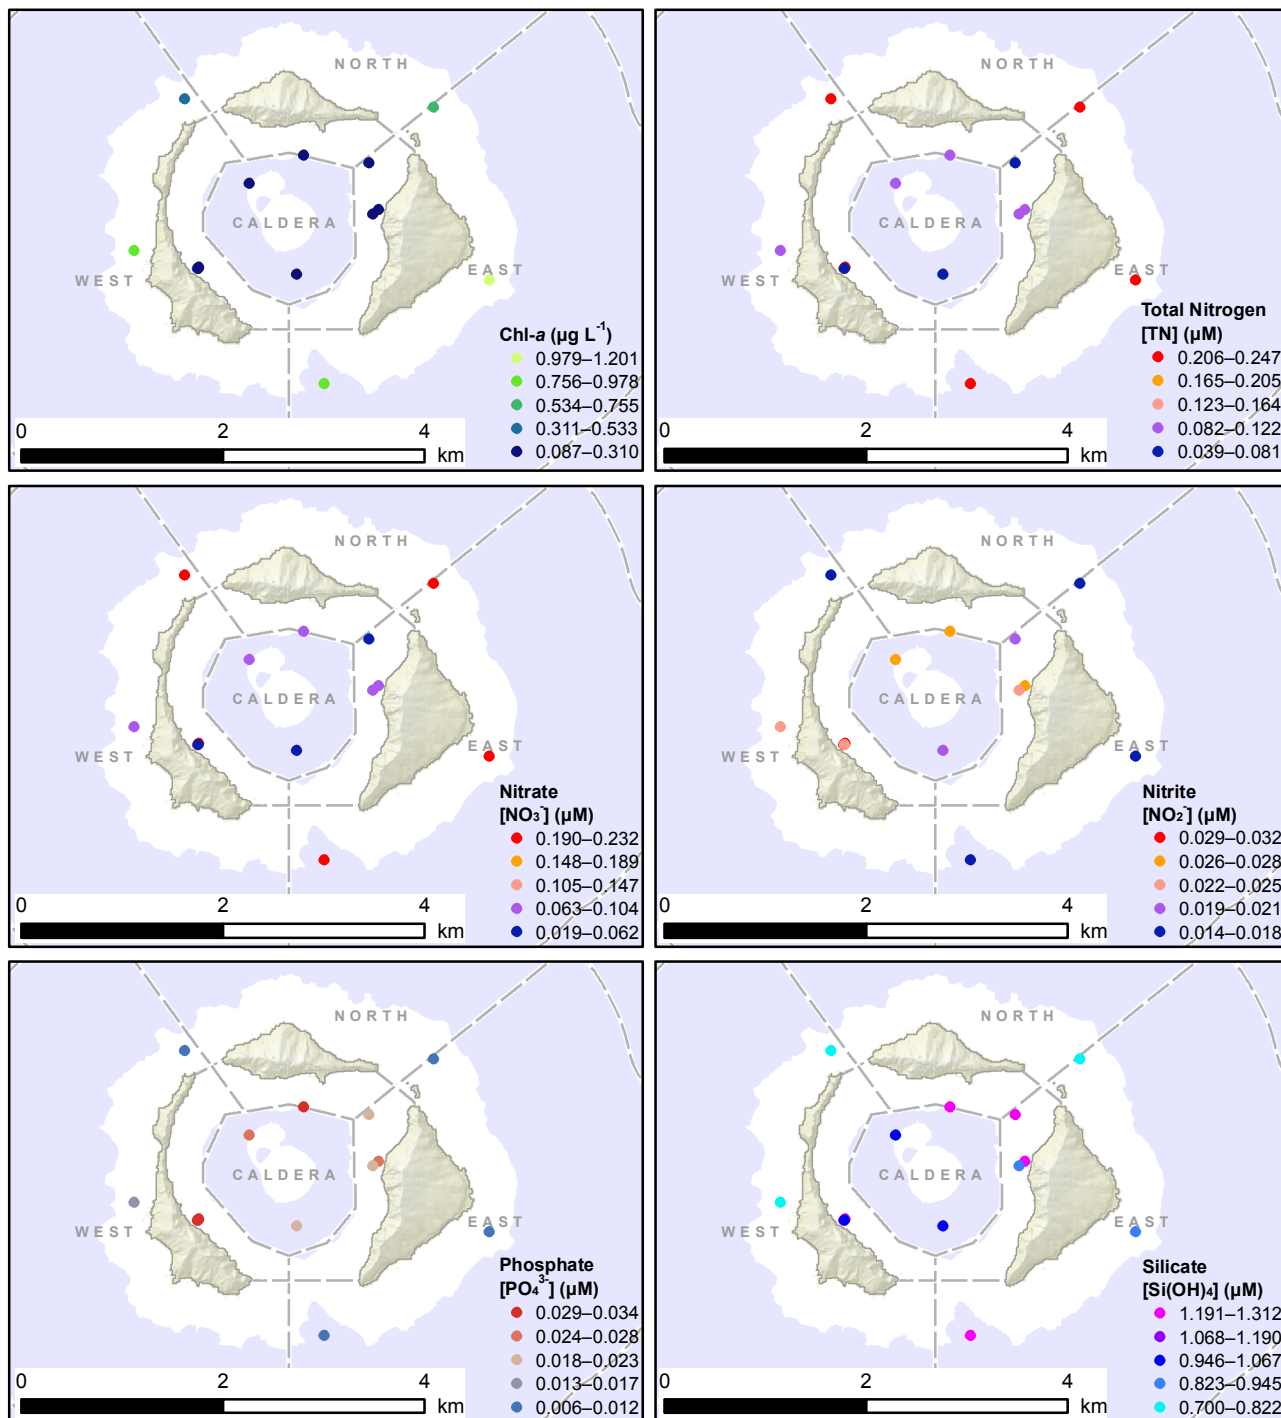 NORTH
CALDERA
WEST
EAST
Chl-a (µg L⁻¹)
0.979–1.201
0.756–0.978
0.534–0.755
0.311–0.533
0.087–0.310
0 2 4
km
NORTH
CALDERA
WEST
EAST
Total Nitrogen
[TN] (µM)
0.206–0.247
0.165–0.205
0.123–0.164
0.082–0.122
0.039–0.081
0 2 4
km
NORTH
CALDERA
WEST
EAST
Nitrate
[NO₃⁻] (µM)
0.190–0.232
0.148–0.189
0.105–0.147
0.063–0.104
0.019–0.062
0 2 4
km
NORTH
CALDERA
WEST
EAST
Nitrite
[NO₂⁻] (µM)
0.029–0.032
0.026–0.028
0.022–0.025
0.019–0.021
0.014–0.018
0 2 4
km
NORTH
CALDERA
WEST
EAST
Phosphate
[PO₄³⁻] (µM)
0.029–0.034
0.024–0.028
0.018–0.023
0.013–0.017
0.006–0.012
0 2 4
km
NORTH
CALDERA
WEST
EAST
Silicate
[Si(OH)₄] (µM)
1.191–1.312
1.068–1.190
0.946–1.067
0.823–0.945
0.700–0.822
0 2 4
km